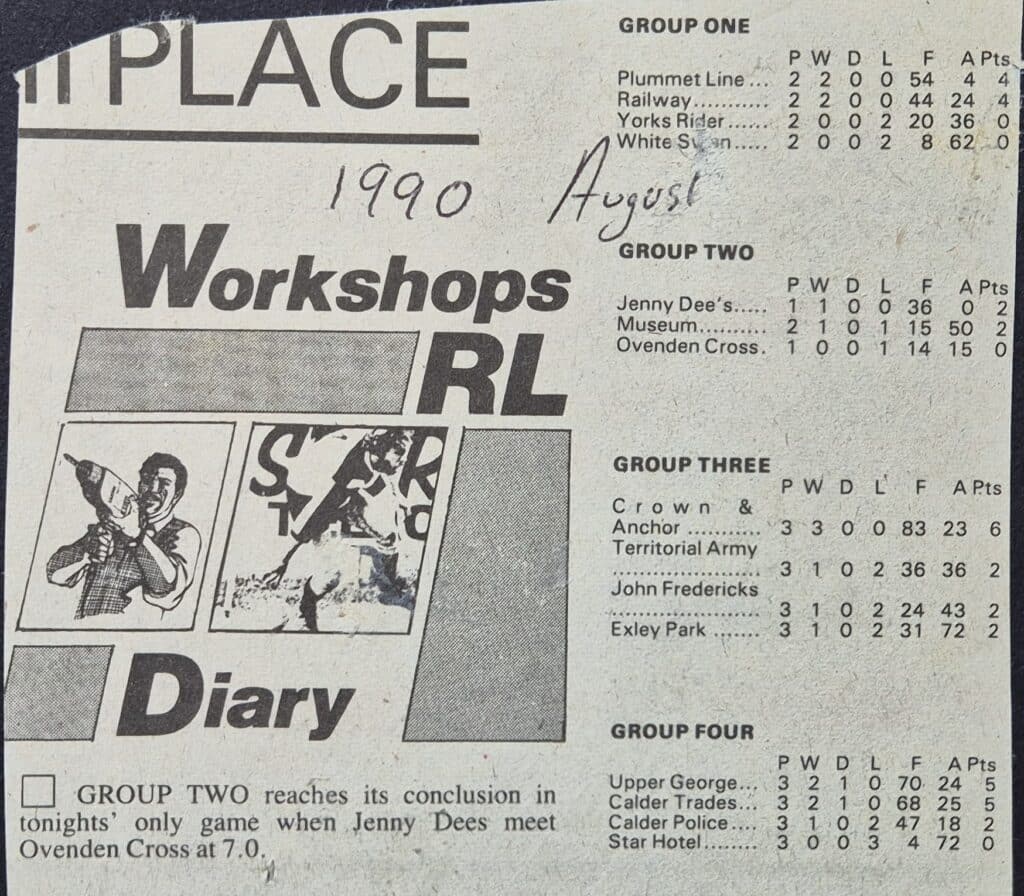 PLACE
1990 August
Workshops
RL
Diary
GROUP TWO reaches its conclusion in
tonights' only game when Jenny Dees meet
Ovenden Cross at 7.0.
GROUP ONE
P W D L F A Pts
Plummet Line ... 2 2 0 0 54 4 4
Railway........... 2 2 0 0 44 24 4
Yorks Rider ...... 2 0 0 2 20 36 0
White Swan..... 2 0 0 2 8 62 0
GROUP TWO
P W D L F A Pts
Jenny Dee's..... 1 1 0 0 36 0 2
Museum.......... 2 1 0 1 15 50 2
Ovenden Cross. 1 0 0 1 14 15 0
GROUP THREE
P W D L F A Pts
Crown &
Anchor ........... 3 3 0 0 83 23 6
Territorial Army
...................... 3 1 0 2 36 36 2
John Fredericks
...................... 3 1 0 2 24 43 2
Exley Park ....... 3 1 0 2 31 72 2
GROUP FOUR
P W D L F A Pts
Upper George... 3 2 1 0 70 24 5
Calder Trades... 3 2 1 0 68 25 5
Calder Police.... 3 1 0 2 47 18 2
Star Hotel........ 3 0 0 3 4 72 0